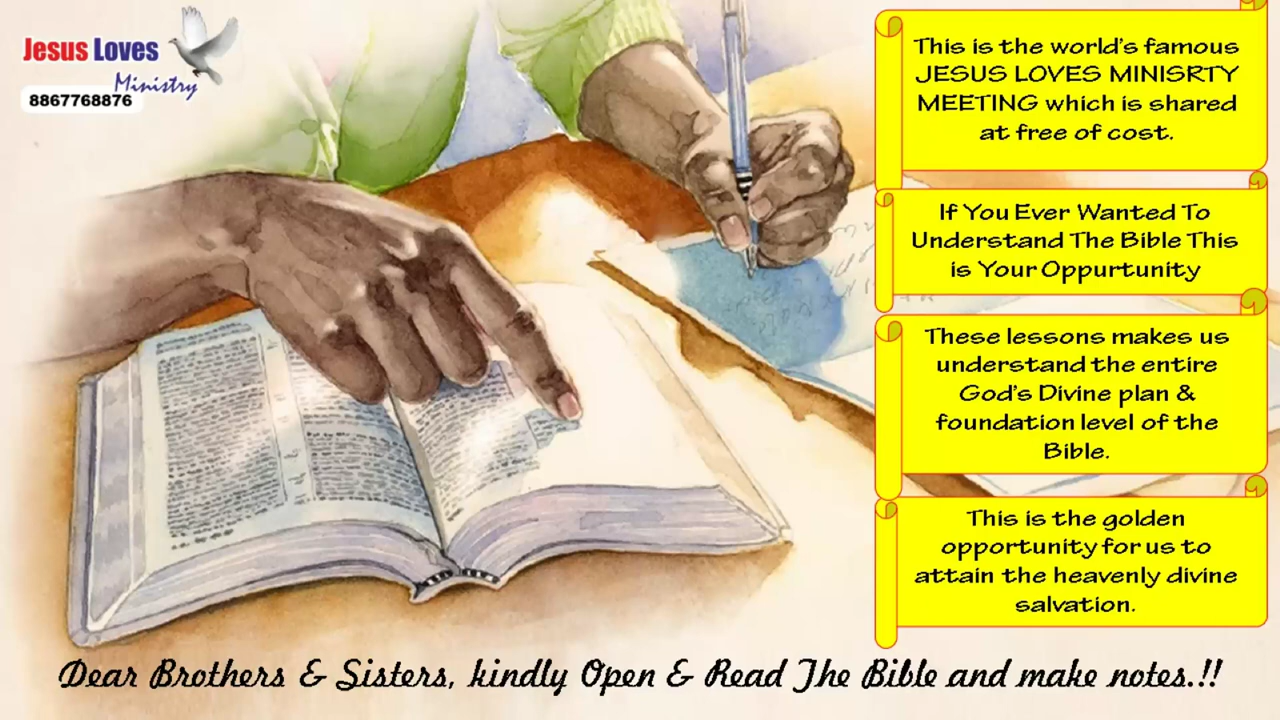 Jesus Loves
Ministry
8867768876
This is the world's famous
JESUS LOVES MINISRTY
MEETING which is shared
at free of cost.
If You Ever Wanted To
Understand The Bible This
is Your Oppurtunity
These lessons makes us
understand the entire
God's Divine plan &
foundation level of the
Bible.
This is the golden
opportunity for us to
attain the heavenly divine
salvation.
Dear Brothers & Sisters, kindly Open & Read The Bible and make notes.!!